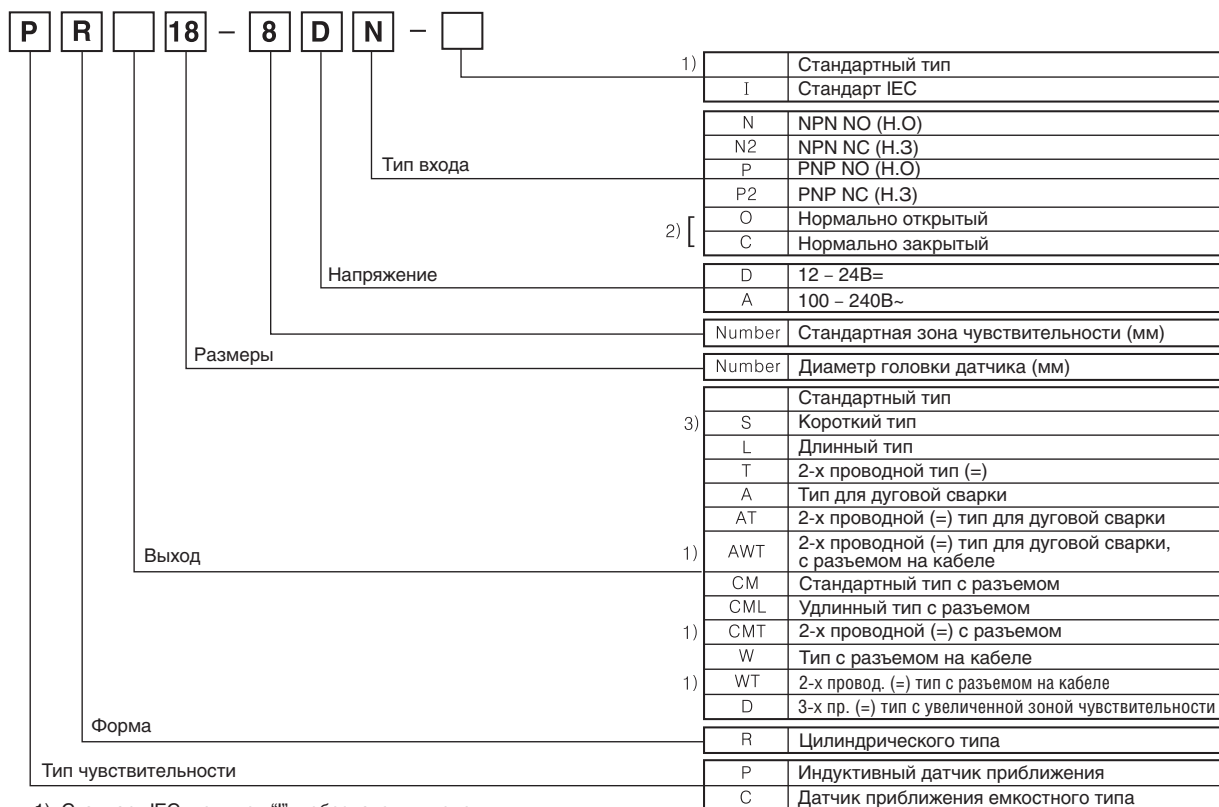 P R 18 – 8 D N –
1) Стандартный тип
I Стандарт IEC
N NPN NO (Н.О)
N2 NPN NC (Н.З)
Тип входа
P PNP NO (Н.О)
P2 PNP NC (Н.З)
2) [ O Нормально открытый
C Нормально закрытый
Напряжение
D 12 – 24В=
A 100 – 240В~
Number Стандартная зона чувствительности (мм)
Размеры
Number Диаметр головки датчика (мм)
Стандартный тип
3) S Короткий тип
L Длинный тип
T 2-х проводной тип (=)
A Тип для дуговой сварки
AT 2-х проводной (=) тип для дуговой сварки
Выход
1) AWT 2-х проводной (=) тип для дуговой сварки,
с разъемом на кабеле
CM Стандартный тип с разъемом
CML Удлинный тип с разъемом
1) CMT 2-х проводной (=) с разъемом
W Тип с разъемом на кабеле
1) WT 2-х провод. (=) тип с разъемом на кабеле
D 3-х пр. (=) тип с увеличенной зоной чувствительности
Форма
R Цилиндрического типа
Тип чувствительности
P Индуктивный датчик приближения
C Датчик приближения емкостного типа